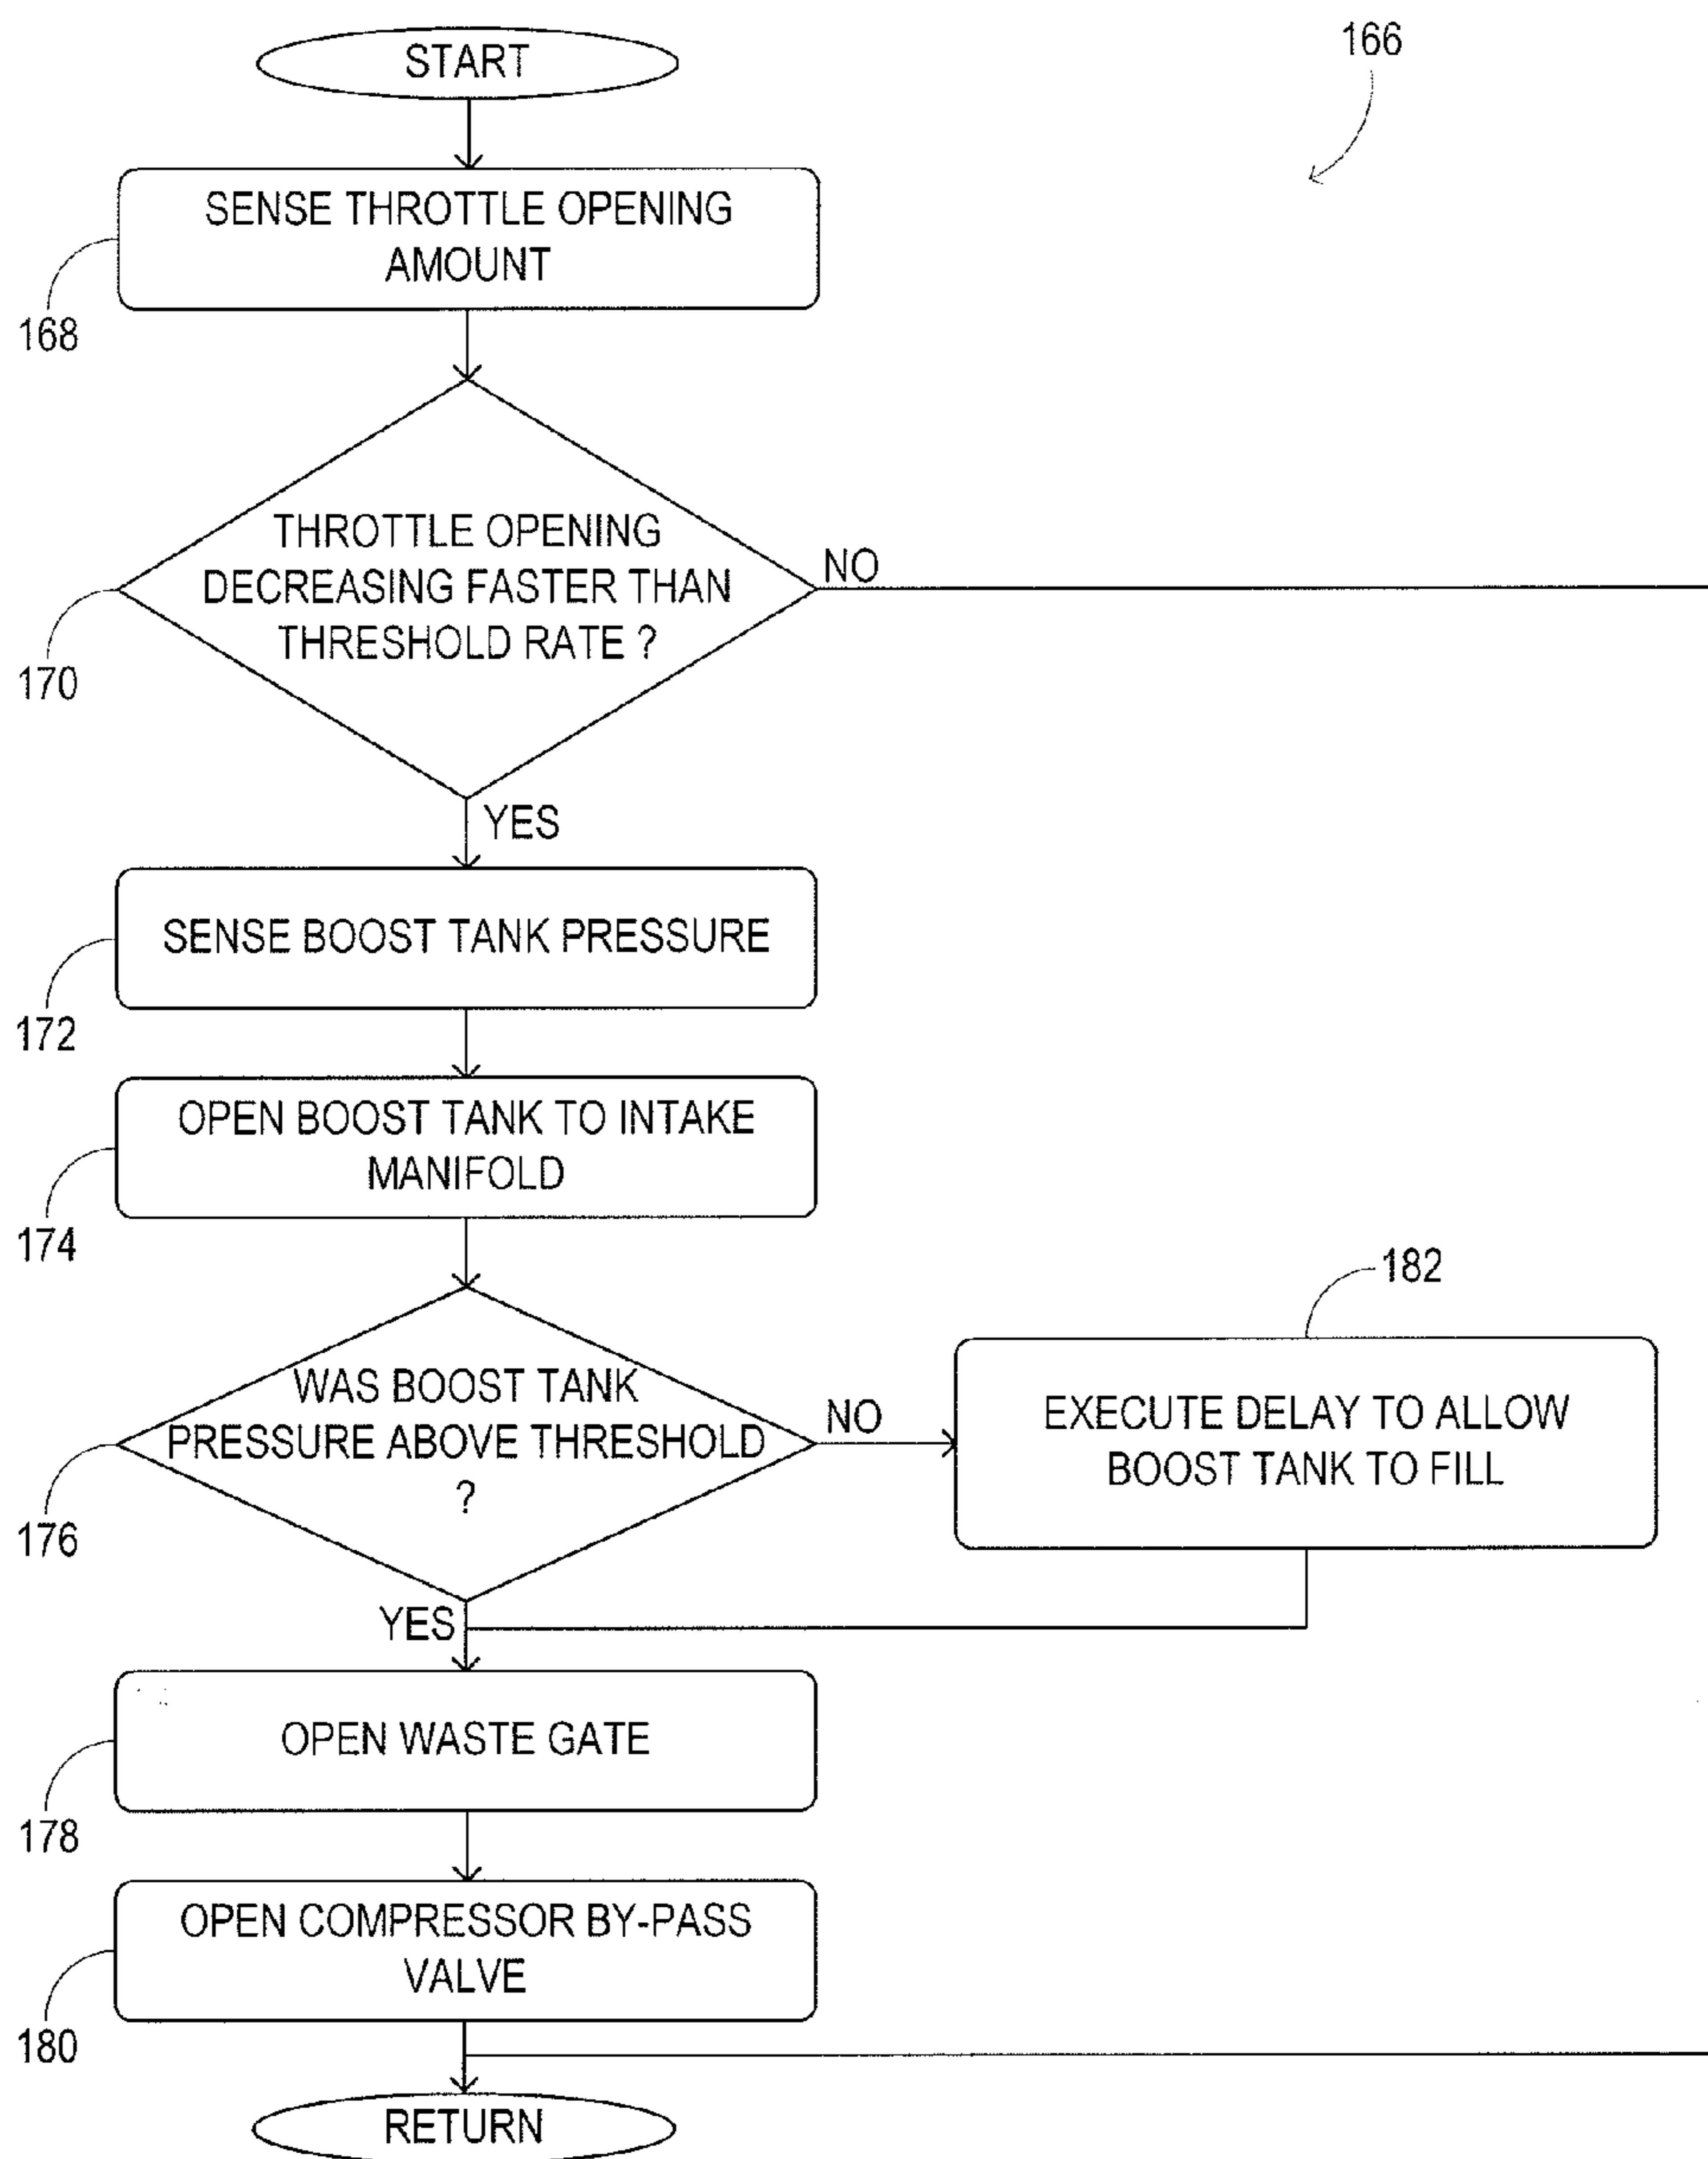 START
166
SENSE THROTTLE OPENING
AMOUNT
168
THROTTLE OPENING
DECREASING FASTER THAN
THRESHOLD RATE ?
NO
170
YES
SENSE BOOST TANK PRESSURE
172
OPEN BOOST TANK TO INTAKE
MANIFOLD
174
182
WAS BOOST TANK
PRESSURE ABOVE THRESHOLD
?
NO
EXECUTE DELAY TO ALLOW
BOOST TANK TO FILL
176
YES
OPEN WASTE GATE
178
OPEN COMPRESSOR BY-PASS
VALVE
180
RETURN